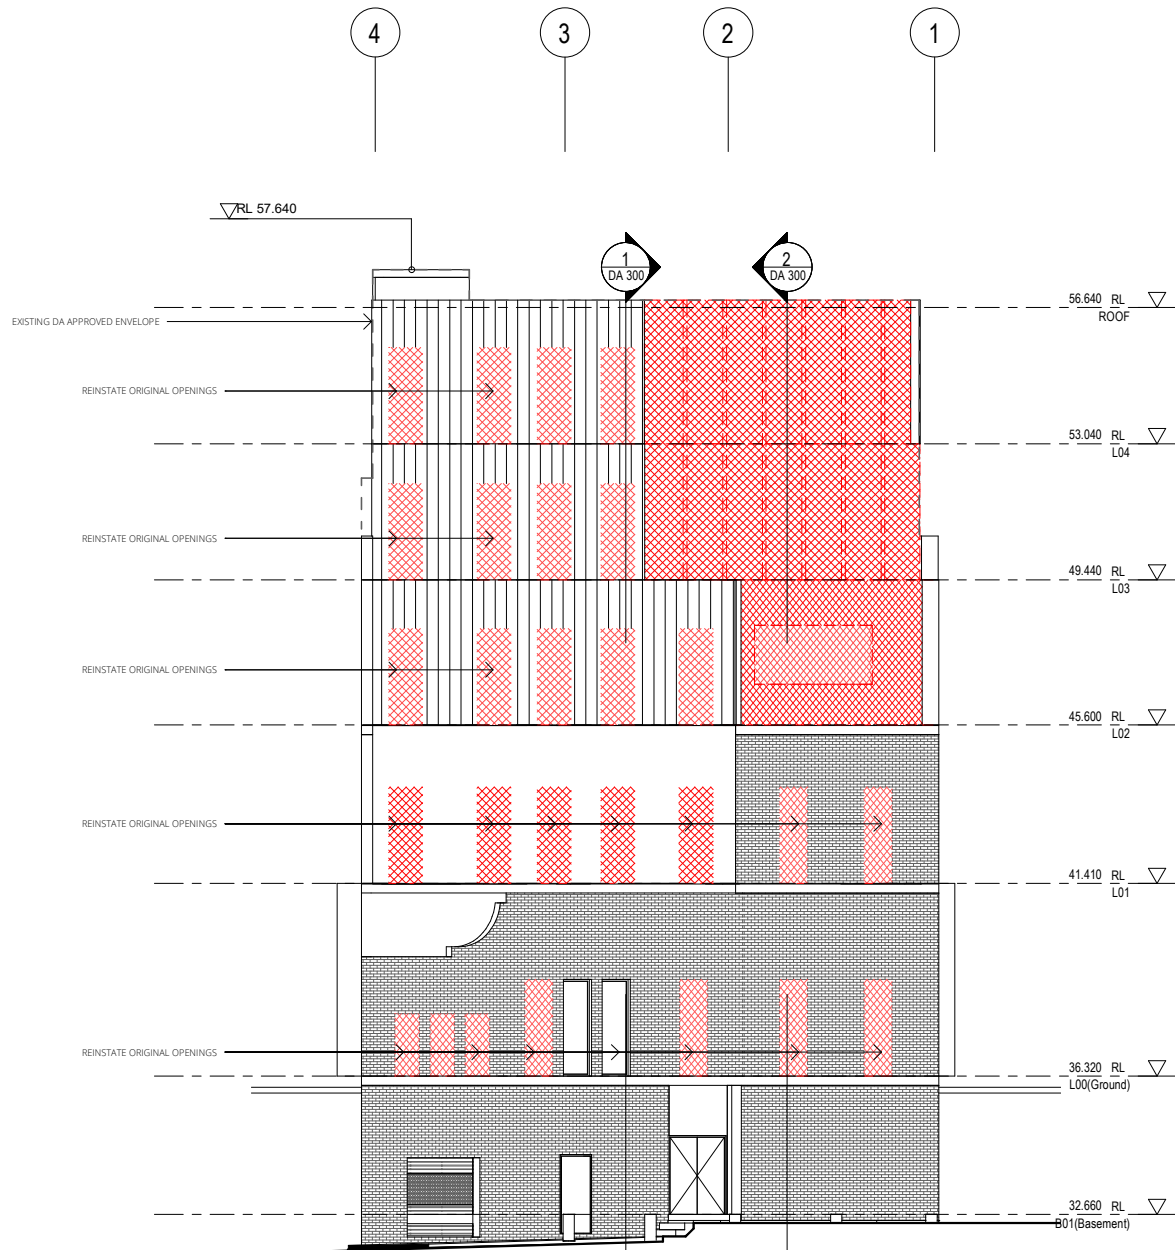 4
3
2
1
RL 57.640
1
DA 300
2
DA 300
56.640 RL
ROOF
EXISTING DA APPROVED ENVELOPE
REINSTATE ORIGINAL OPENINGS
53.040 RL
L04
REINSTATE ORIGINAL OPENINGS
49.440 RL
L03
REINSTATE ORIGINAL OPENINGS
45.600 RL
L02
REINSTATE ORIGINAL OPENINGS
41.410 RL
L01
REINSTATE ORIGINAL OPENINGS
36.320 RL
L00(Ground)
32.660 RL
B01(Basement)